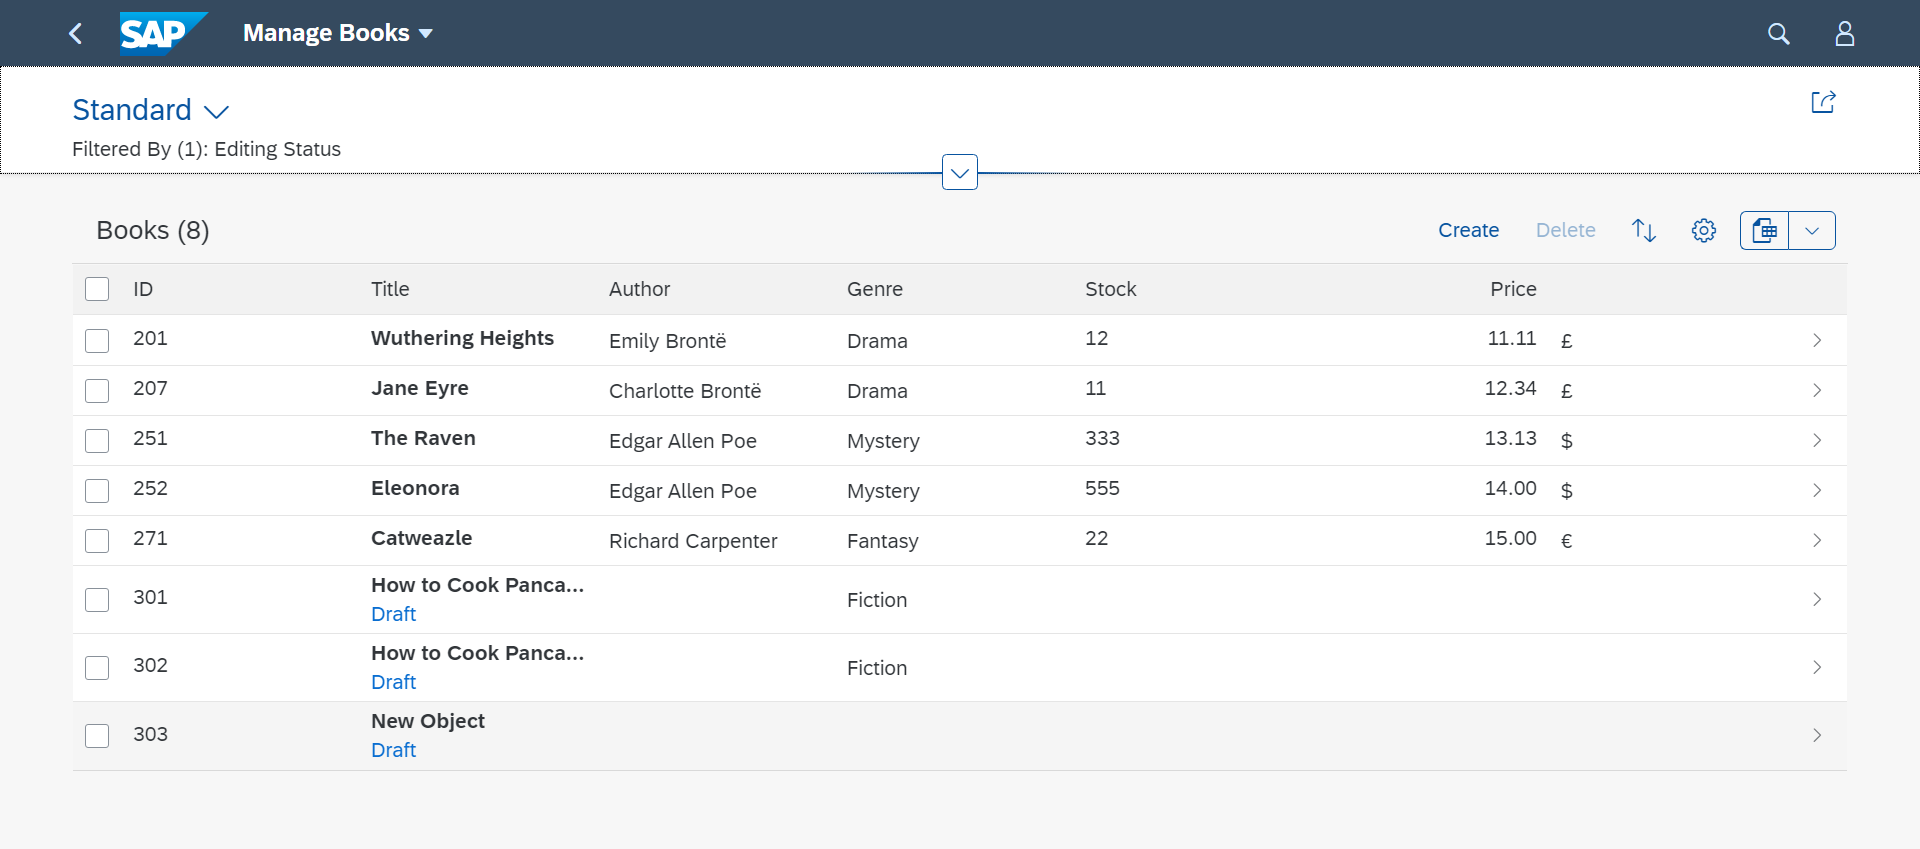 SAP Manage Books
Standard
Filtered By (1): Editing Status
Books (8) Create Delete
ID Title Author Genre Stock Price
201 Wuthering Heights Emily Brontë Drama 12 11.11 £
207 Jane Eyre Charlotte Brontë Drama 11 12.34 £
251 The Raven Edgar Allen Poe Mystery 333 13.13 $
252 Eleonora Edgar Allen Poe Mystery 555 14.00 $
271 Catweazle Richard Carpenter Fantasy 22 15.00 €
301 How to Cook Panca... Fiction
Draft
302 How to Cook Panca... Fiction
Draft
303 New Object
Draft